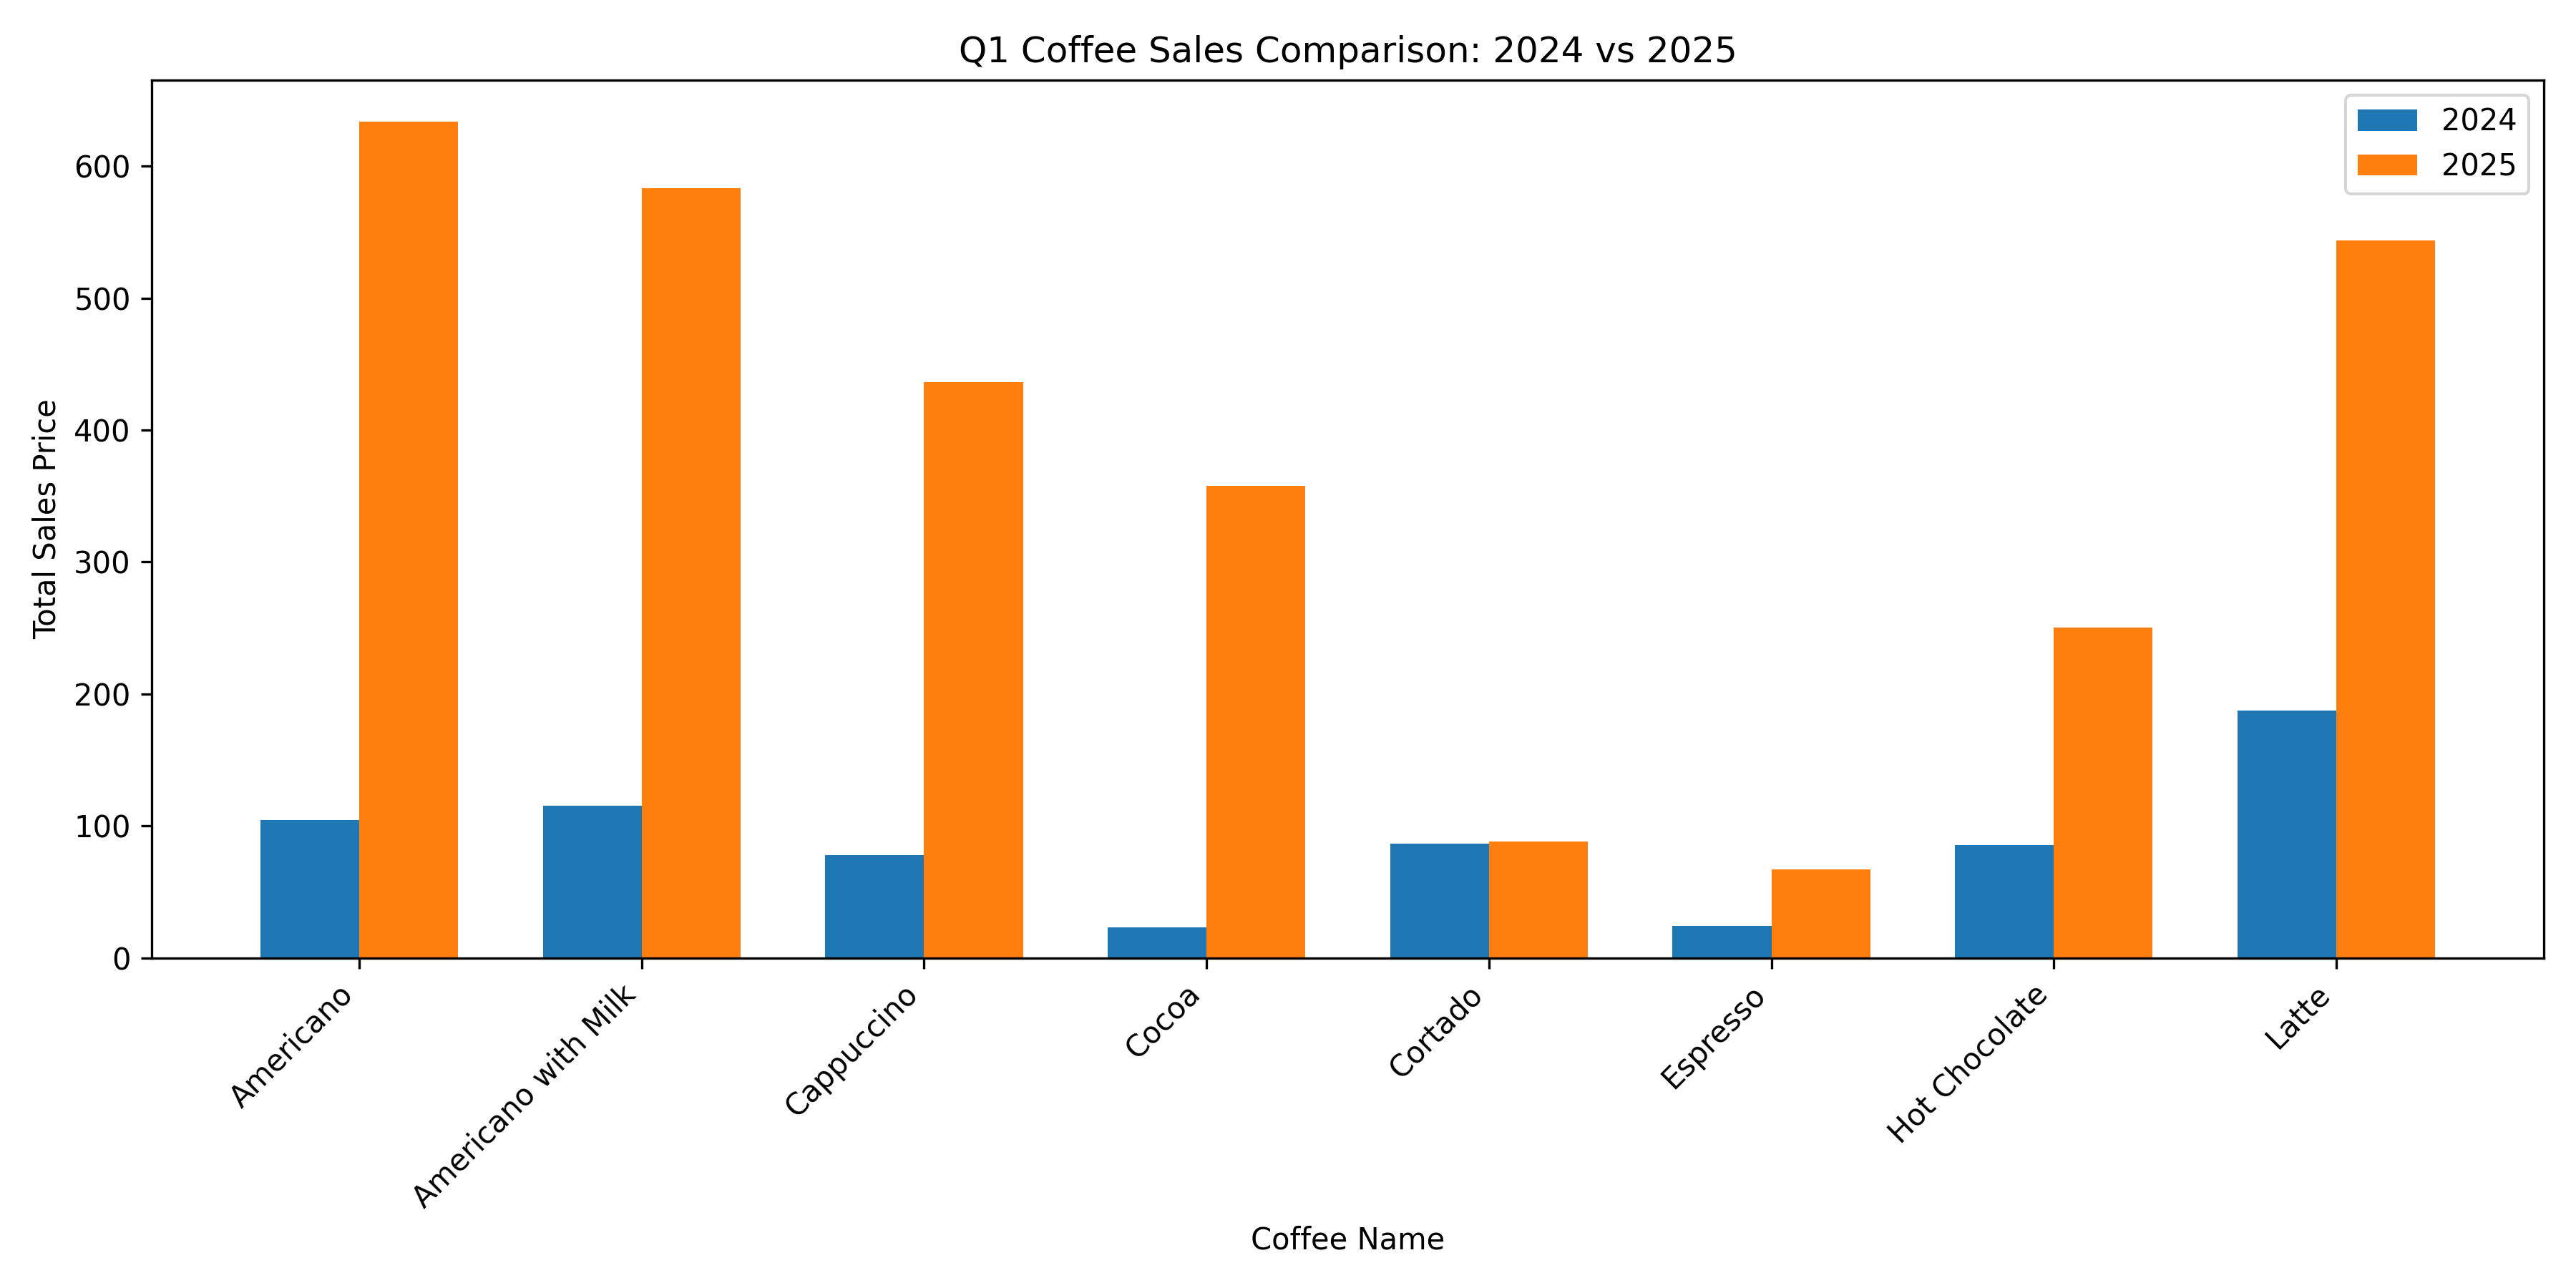 Q1 Coffee Sales Comparison: 2024 vs 2025
2024
2025
Total Sales Price
600
500
400
300
200
100
0
Americano
Americano with Milk
Cappuccino
Cocoa
Cortado
Espresso
Hot Chocolate
Latte
Coffee Name